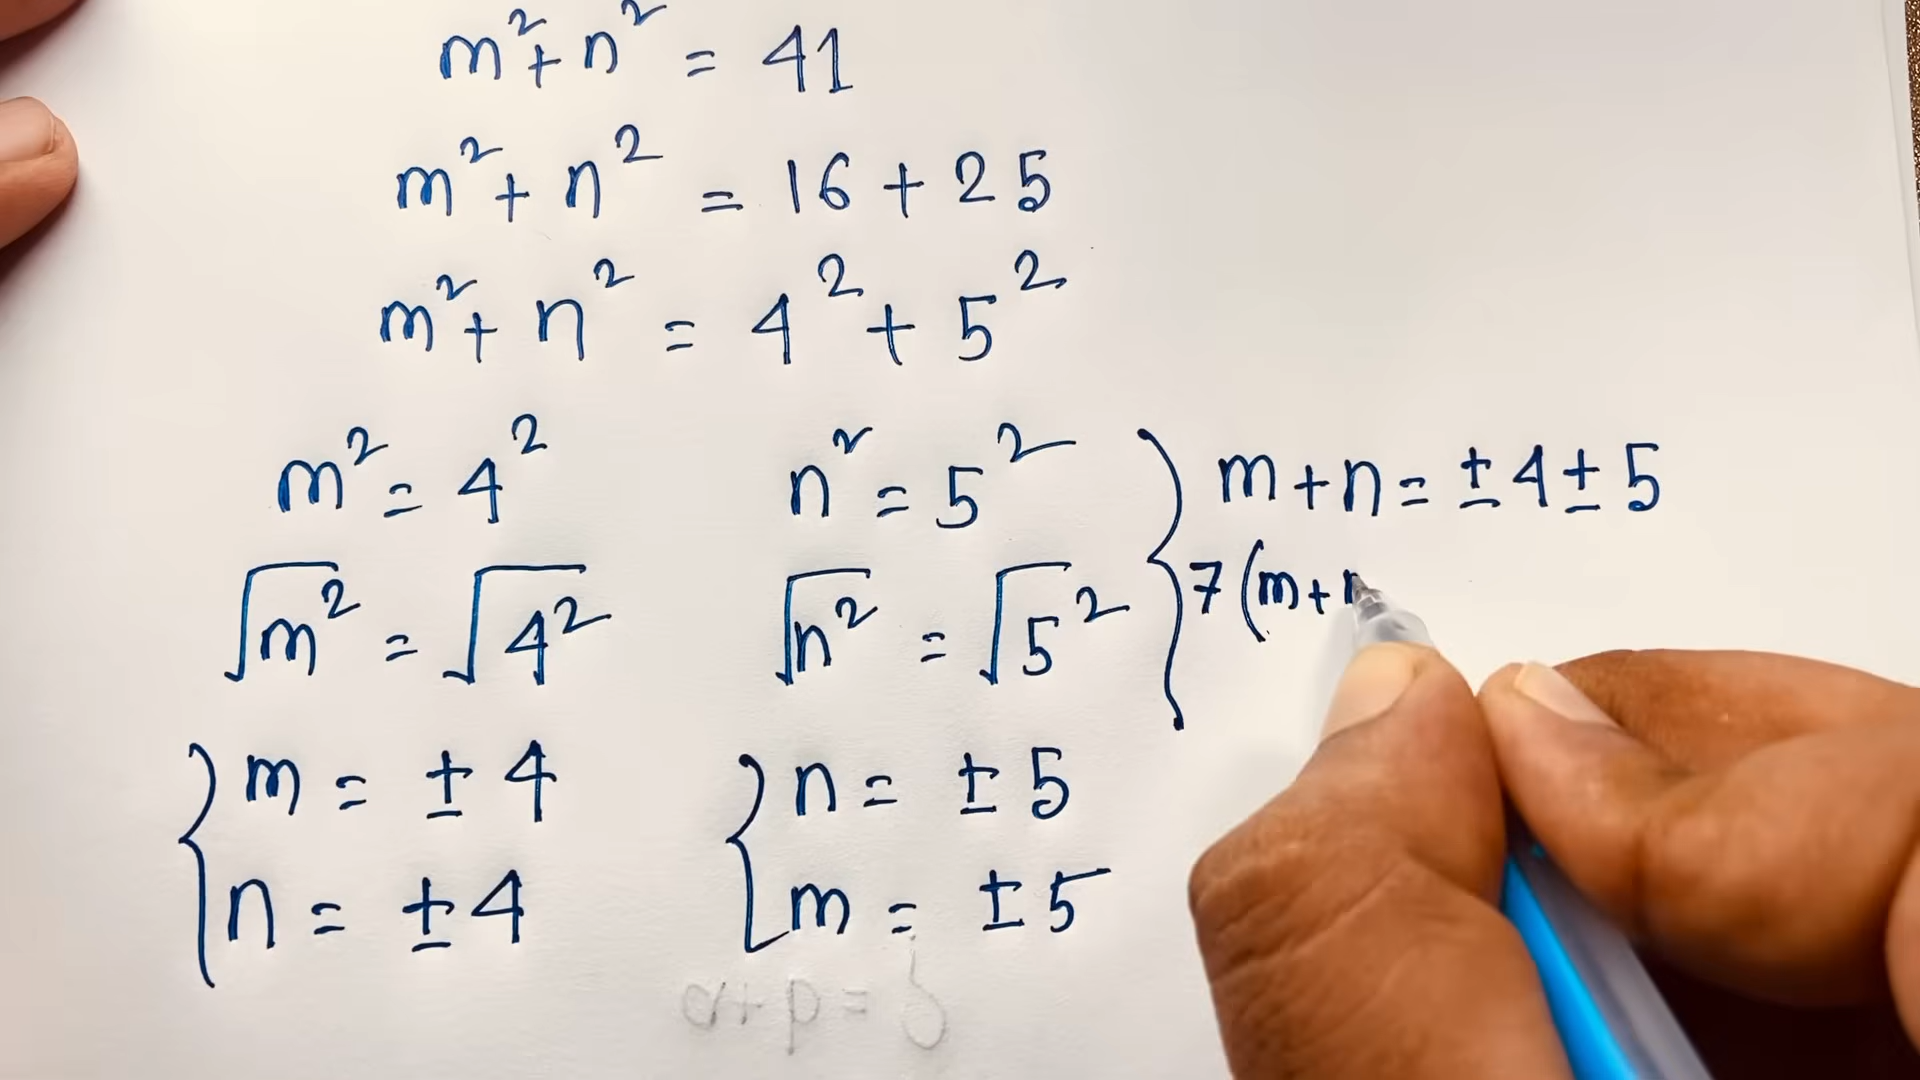 m² + n² = 41
m² + n² = 16 + 25
m² + n² = 4² + 5²
m² = 4² n² = 5² m + n = ± 4 ± 5
√m² = √4² √n² = √5² 7 (m +
m = ± 4 n = ± 5
n = ± 4 m = ± 5